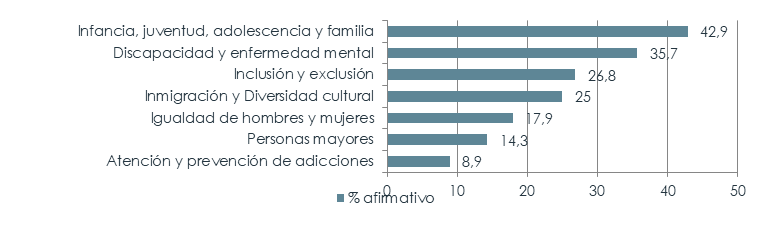 Infancia, juventud, adolescencia y familia 42,9
Discapacidad y enfermedad mental 35,7
Inclusión y exclusión 26,8
Inmigración y Diversidad cultural 25
Igualdad de hombres y mujeres 17,9
Personas mayores 14,3
Atención y prevención de adicciones 8,9
0 10 20 30 40 50
% afirmativo